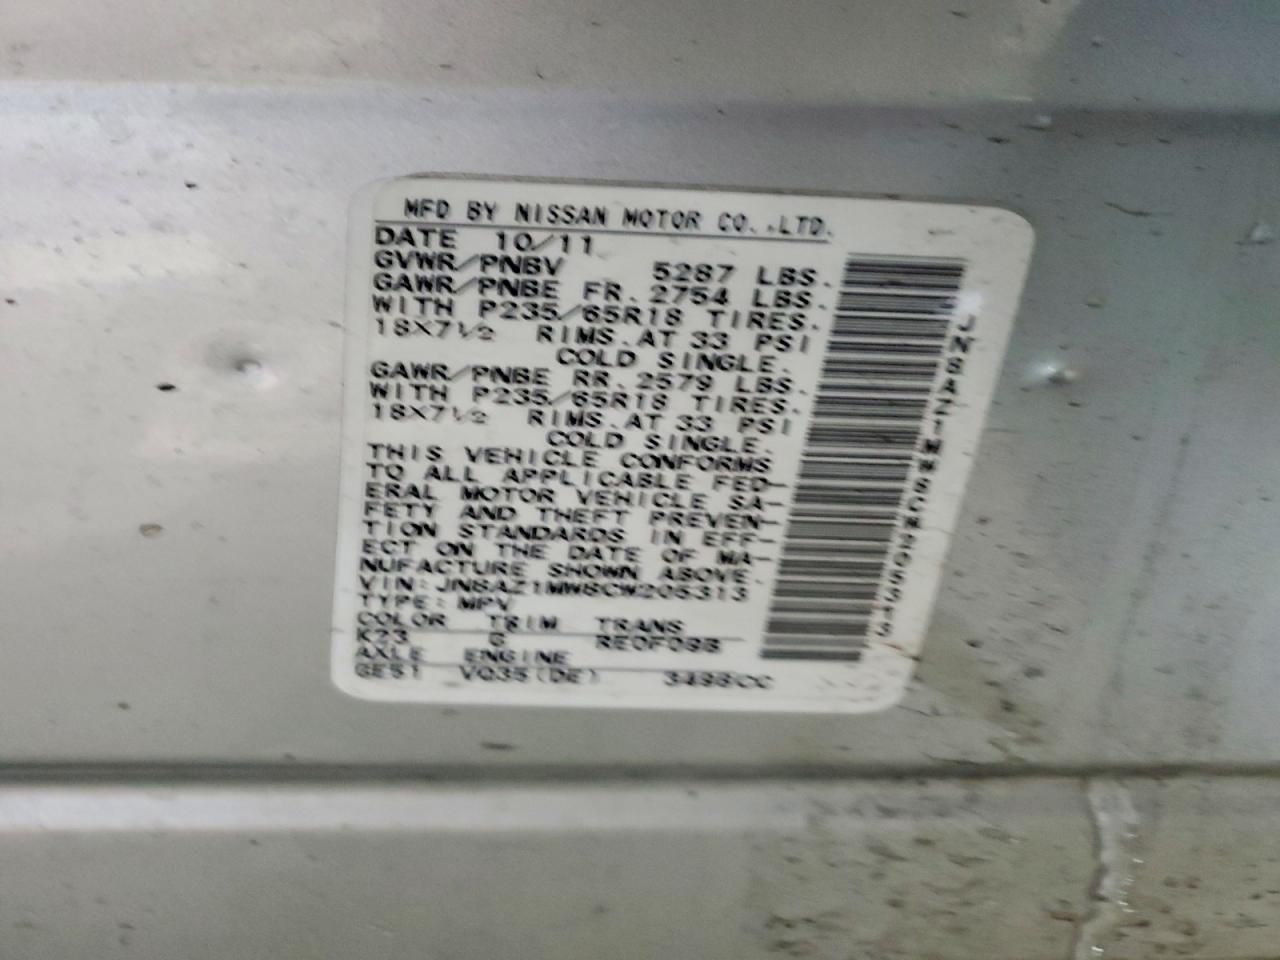 MFD BY NISSAN MOTOR CO.,LTD.
DATE 10/11
GVWR/PNBV 5287 LBS.
GAWR/PNBE FR. 2754 LBS.
WITH P235/65R18 TIRES.
18X7 1/2 RIMS. AT 33 PSI
COLD SINGLE.
GAWR/PNBE RR. 2579 LBS.
WITH P235/65R18 TIRES.
18X7 1/2 RIMS. AT 33 PSI
COLD SINGLE.
THIS VEHICLE CONFORMS
TO ALL APPLICABLE FED-
ERAL MOTOR VEHICLE SA-
FETY AND THEFT PREVEN-
TION STANDARDS IN EFF-
ECT ON THE DATE OF MA-
NUFACTURE SHOWN ABOVE.
VIN: JN8AZ1MW8CW205313
TYPE: MPV
COLOR TRIM TRANS
K23 G RE0F09B
AXLE ENGINE
GE51 VQ35(DE) 3498CC
JN8AZ1MW8CW205313